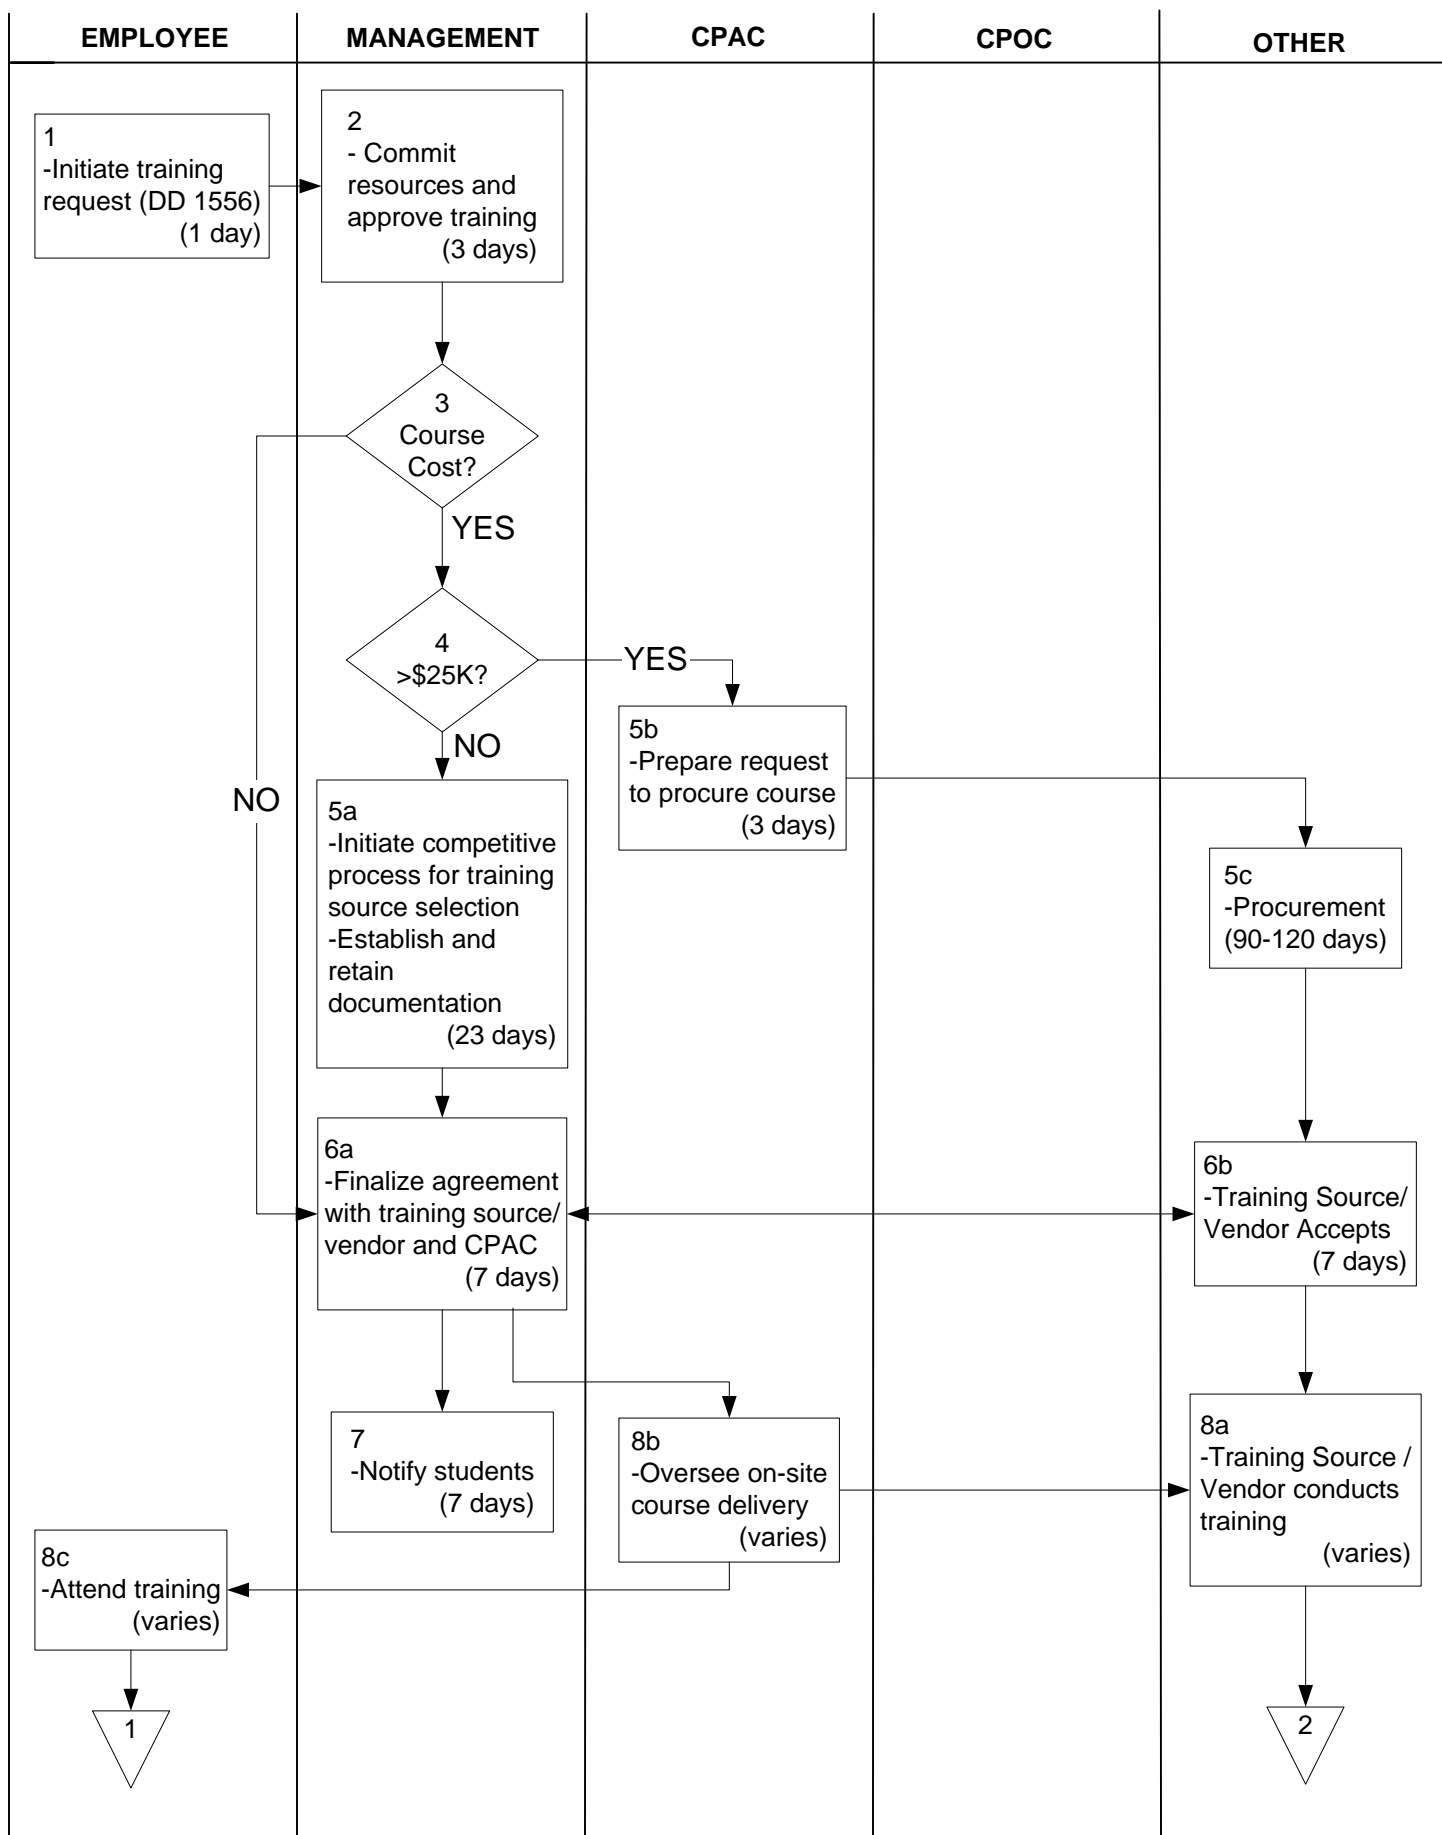 EMPLOYEE
MANAGEMENT
CPAC
CPOC
OTHER
1
-Initiate training
request (DD 1556)
(1 day)
2
- Commit
resources and
approve training
(3 days)
3
Course
Cost?
YES
4
>$25K?
YES
NO
NO
5b
-Prepare request
to procure course
(3 days)
5a
-Initiate competitive
process for training
source selection
-Establish and
retain
documentation
(23 days)
5c
-Procurement
(90-120 days)
6a
-Finalize agreement
with training source/
vendor and CPAC
(7 days)
6b
-Training Source/
Vendor Accepts
(7 days)
7
-Notify students
(7 days)
8b
-Oversee on-site
course delivery
(varies)
8a
-Training Source /
Vendor conducts
training
(varies)
8c
-Attend training
(varies)
1
2